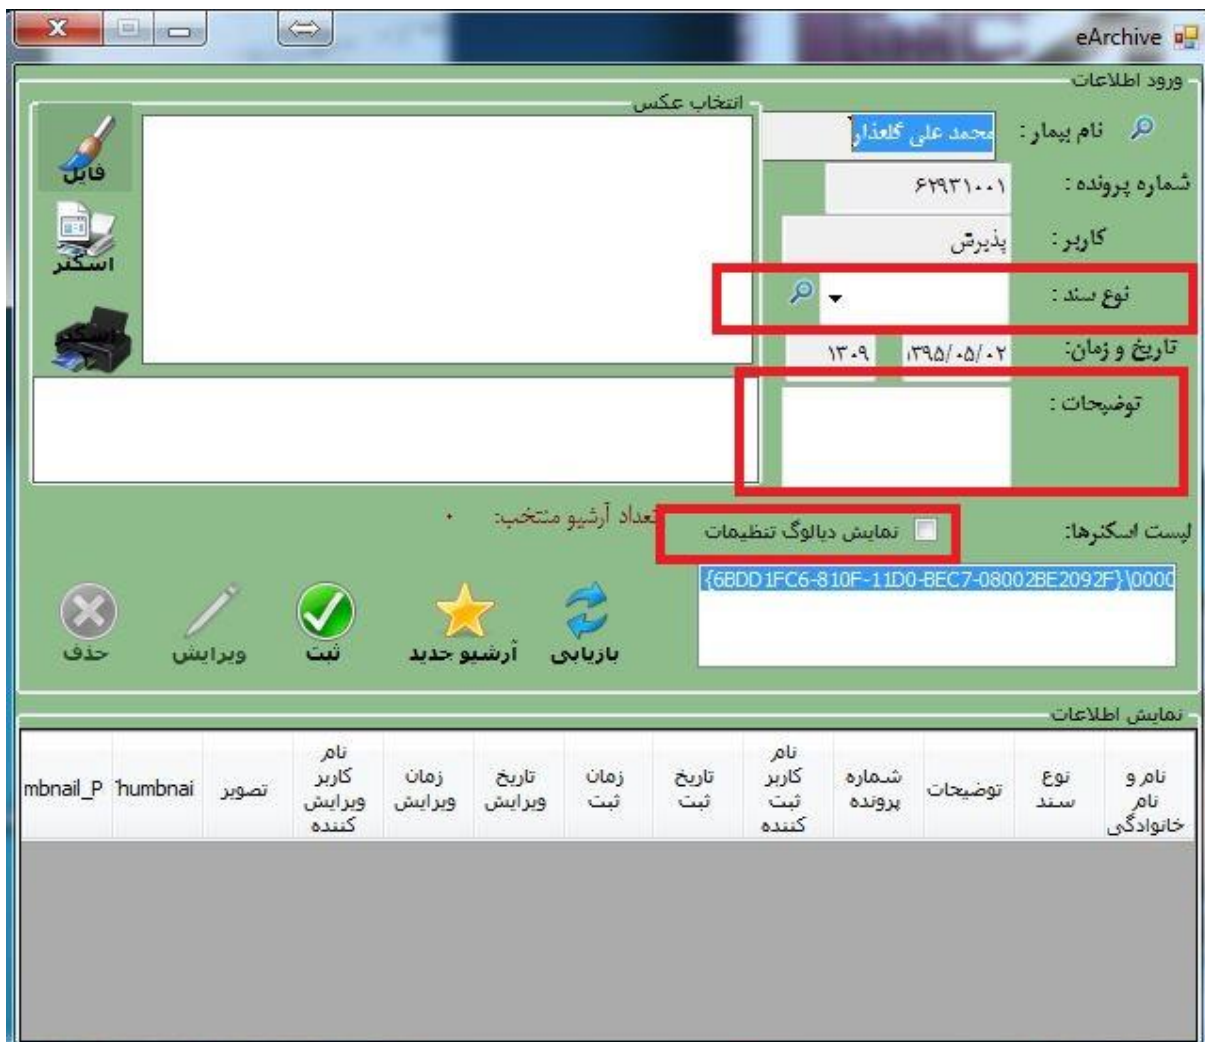 eArchive
ورود اطلاعات
نام بیمار :
محمد علی گلعذار
شماره پرونده :
۶۲۹۳۱۰۰۱
کاربر :
پذیرش
نوع سند :
تاریخ و زمان:
۱۳۹۵/۰۵/۰۲
۱۳۰۹
توضیحات :
انتخاب عکس
فایل
اسکنر
لیست اسکنرها:
نمایش دیالوگ تنظیمات
تعداد آرشیو منتخب: ۰
{6BDD1FC6-810F-11D0-BEC7-08002BE2092F}\0000
بازیابی
آرشیو جدید
ثبت
ویرایش
حذف
نمایش اطلاعات
نام و نام خانوادگی
نوع سند
توضیحات
شماره پرونده
نام کاربر ثبت کننده
تاریخ ثبت
زمان ثبت
تاریخ ویرایش
زمان ویرایش
نام کاربر ویرایش کننده
تصویر
humbnai
mbnail_P